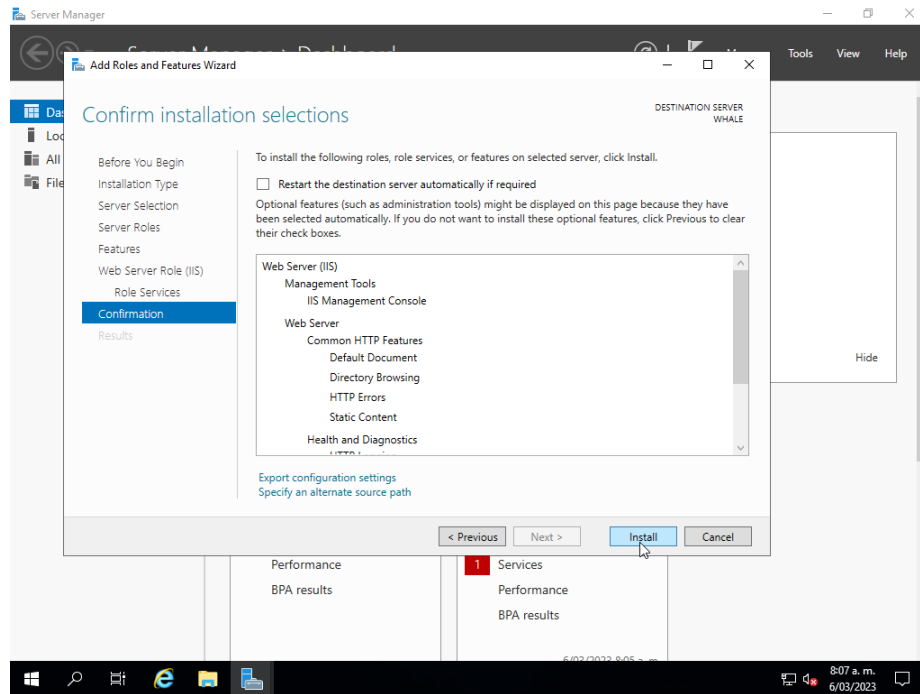 Server Manager
Tools View Help
Add Roles and Features Wizard
Confirm installation selections
DESTINATION SERVER
WHALE
Before You Begin
Installation Type
Server Selection
Server Roles
Features
Web Server Role (IIS)
Role Services
Confirmation
Results
To install the following roles, role services, or features on selected server, click Install.
Restart the destination server automatically if required
Optional features (such as administration tools) might be displayed on this page because they have
been selected automatically. If you do not want to install these optional features, click Previous to clear
their check boxes.
Web Server (IIS)
Management Tools
IIS Management Console
Web Server
Common HTTP Features
Default Document
Directory Browsing
HTTP Errors
Static Content
Health and Diagnostics
Export configuration settings
Specify an alternate source path
< Previous Next > Install Cancel
All
File
Hide
Performance
BPA results
1 Services
Performance
BPA results
8:07 a. m.
6/03/2023